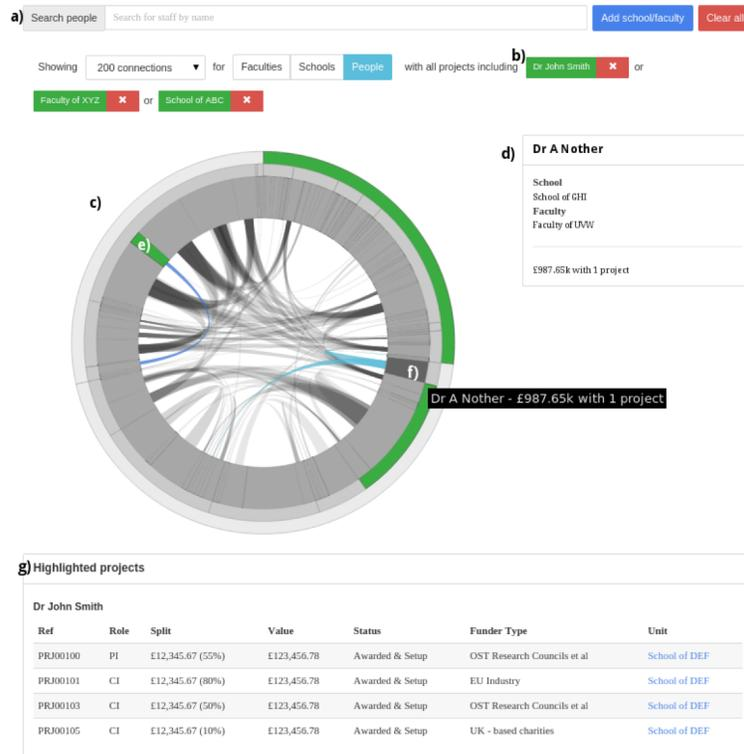 a) Search people Search for staff by name Add school/faculty Clear all
b)
Showing 200 connections ▼ for Faculties Schools People with all projects including Dr John Smith ✖ or
Faculty of XYZ ✖ or School of ABC ✖
d) Dr A Nother
School
School of GHI
Faculty
Faculty of UVW
£987.65k with 1 project
c)
e)
f)
Dr A Nother - £987.65k with 1 project
g) Highlighted projects
Dr John Smith
Ref Role Split Value Status Funder Type Unit
PRJ00100 PI £12,345.67 (55%) £123,456.78 Awarded & Setup OST Research Councils et al School of DEF
PRJ00101 CI £12,345.67 (80%) £123,456.78 Awarded & Setup EU Industry School of DEF
PRJ00103 CI £12,345.67 (50%) £123,456.78 Awarded & Setup OST Research Councils et al School of DEF
PRJ00105 CI £12,345.67 (10%) £123,456.78 Awarded & Setup UK - based charities School of DEF